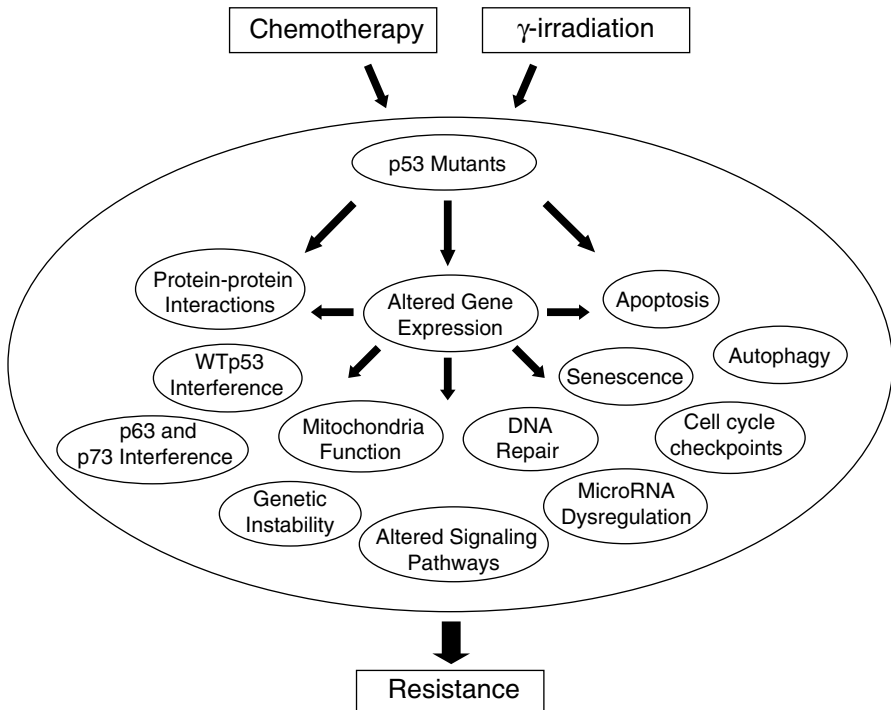 Chemotherapy
γ-irradiation
p53 Mutants
Protein-protein
Interactions
Altered Gene
Expression
Apoptosis
Autophagy
WTp53
Interference
Senescence
p63 and
p73 Interference
Mitochondria
Function
DNA
Repair
Cell cycle
checkpoints
Genetic
Instability
MicroRNA
Dysregulation
Altered Signaling
Pathways
Resistance